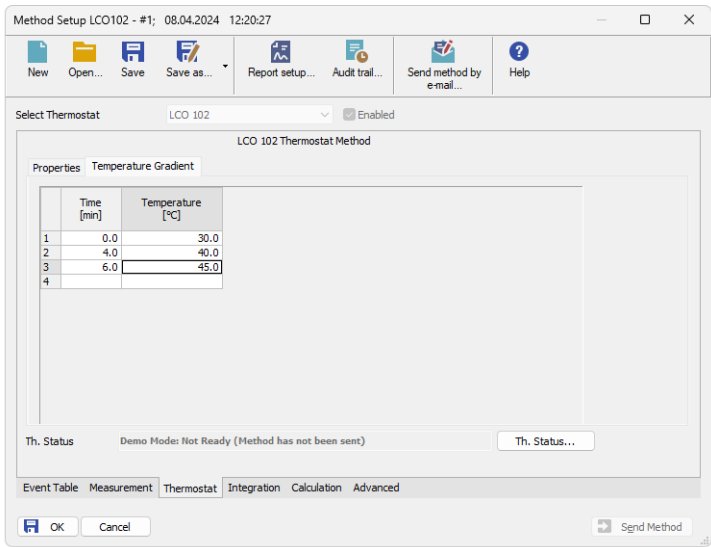 Method Setup LCO102 - #1;  08.04.2024  12:20:27
New Open... Save Save as... Report setup... Audit trail... Send method by e-mail... Help
Select Thermostat LCO 102 Enabled
LCO 102 Thermostat Method
Properties Temperature Gradient
Time [min] Temperature [°C]
1 0.0 30.0
2 4.0 40.0
3 6.0 45.0
4
Th. Status Demo Mode: Not Ready (Method has not been sent) Th. Status...
Event Table Measurement Thermostat Integration Calculation Advanced
OK Cancel Send Method